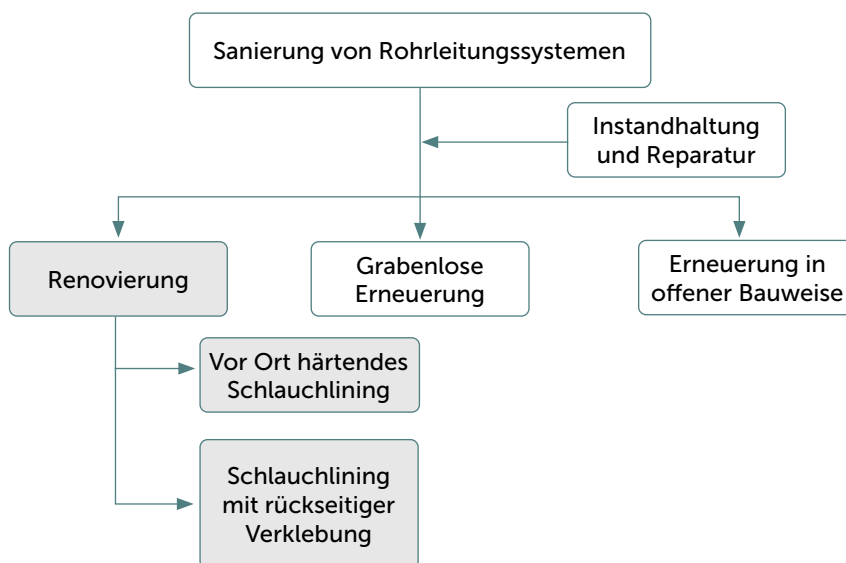 Sanierung von Rohrleitungssystemen
Instandhaltung
und Reparatur
Renovierung
Grabenlose
Erneuerung
Erneuerung in
offener Bauweise
Vor Ort härtendes
Schlauchlining
Schlauchlining
mit rückseitiger
Verklebung